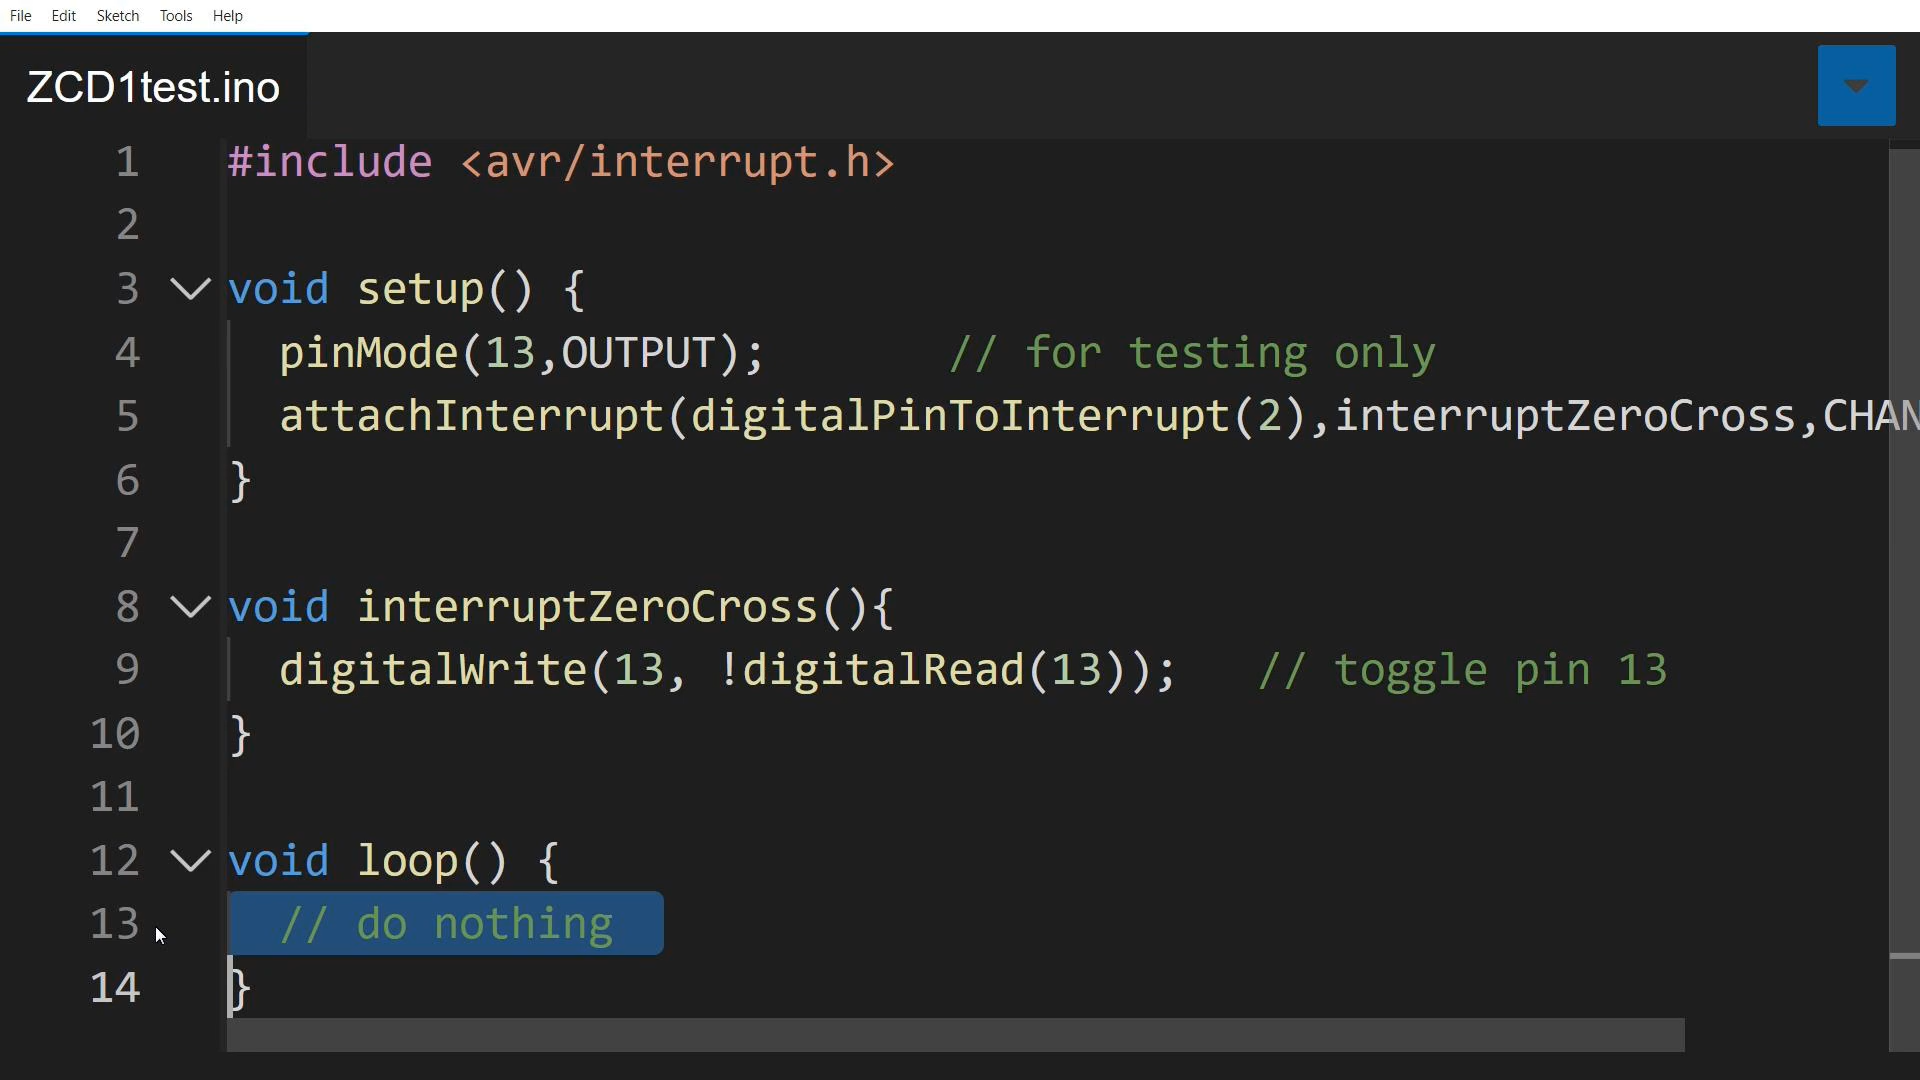 File Edit Sketch Tools Help
ZCD1test.ino
1 #include <avr/interrupt.h>
2
3 void setup() {
4 pinMode(13,OUTPUT); // for testing only
5 attachInterrupt(digitalPinToInterrupt(2),interruptZeroCross,CHAN
6 }
7
8 void interruptZeroCross(){
9 digitalWrite(13, !digitalRead(13)); // toggle pin 13
10 }
11
12 void loop() {
13 // do nothing
14 }